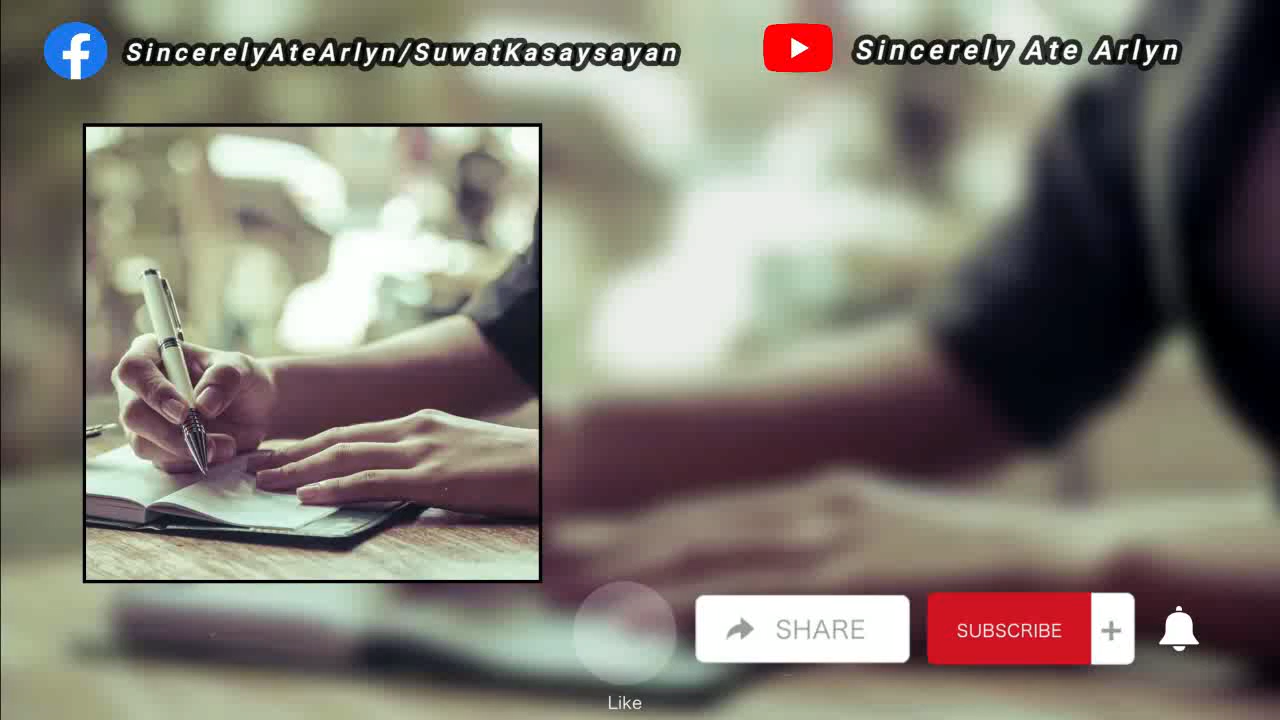 SincerelyAteArlyn/SuwatKasaysayan
Sincerely Ate Arlyn
SHARE
SUBSCRIBE
Like